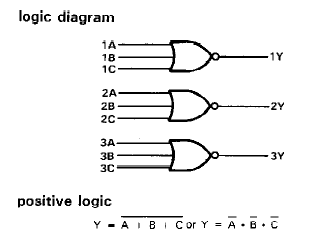 logic diagram
1A
1B
1C
1Y
2A
2B
2C
2Y
3A
3B
3C
3Y
positive logic
Y = A̅ ̅+̅ ̅B̅ ̅+̅ ̅C̅ or Y = A̅ • B̅ • C̅